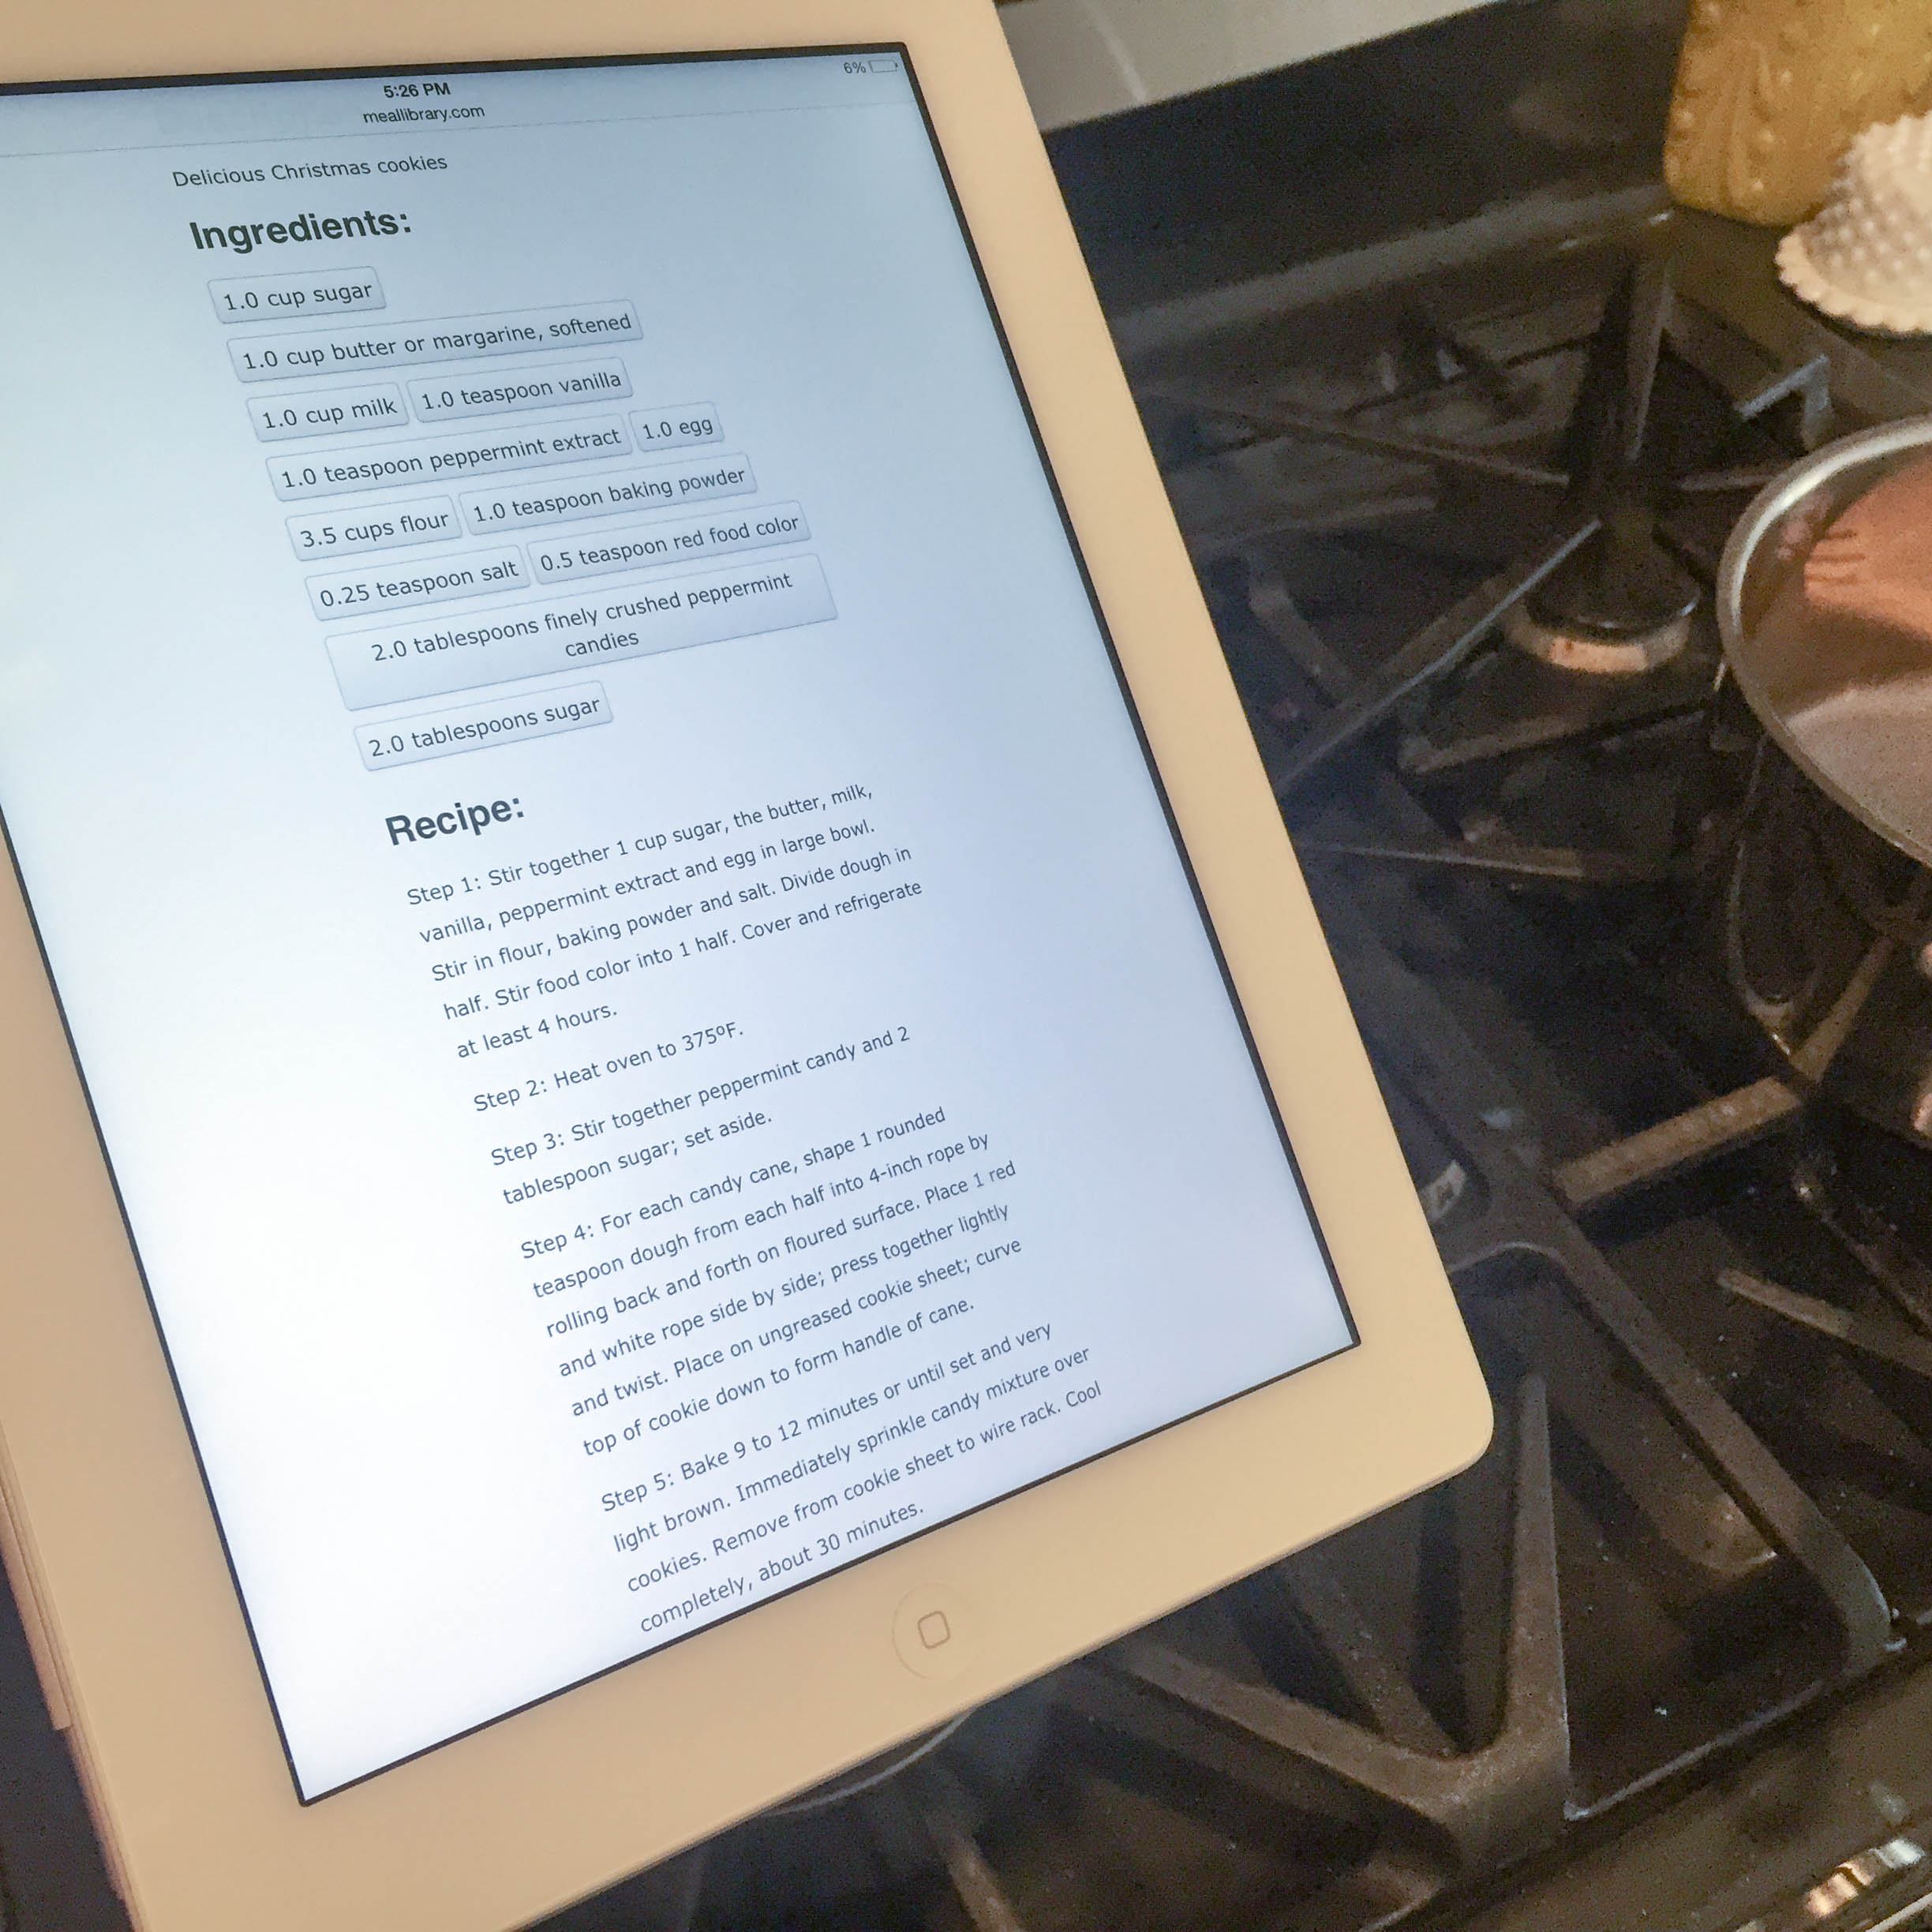 5:26 PM
6%
meallibrary.com
Delicious Christmas cookies
Ingredients:
1.0 cup sugar
1.0 cup butter or margarine, softened
1.0 cup milk 1.0 teaspoon vanilla
1.0 teaspoon peppermint extract 1.0 egg
3.5 cups flour 1.0 teaspoon baking powder
0.25 teaspoon salt 0.5 teaspoon red food color
2.0 tablespoons finely crushed peppermint
candies
2.0 tablespoons sugar
Recipe:
Step 1: Stir together 1 cup sugar, the butter, milk,
vanilla, peppermint extract and egg in large bowl.
Stir in flour, baking powder and salt. Divide dough in
half. Stir food color into 1 half. Cover and refrigerate
at least 4 hours.
Step 2: Heat oven to 375ºF.
Step 3: Stir together peppermint candy and 2
tablespoon sugar; set aside.
Step 4: For each candy cane, shape 1 rounded
teaspoon dough from each half into 4-inch rope by
rolling back and forth on floured surface. Place 1 red
and white rope side by side; press together lightly
and twist. Place on ungreased cookie sheet; curve
top of cookie down to form handle of cane.
Step 5: Bake 9 to 12 minutes or until set and very
light brown. Immediately sprinkle candy mixture over
cookies. Remove from cookie sheet to wire rack. Cool
completely, about 30 minutes.